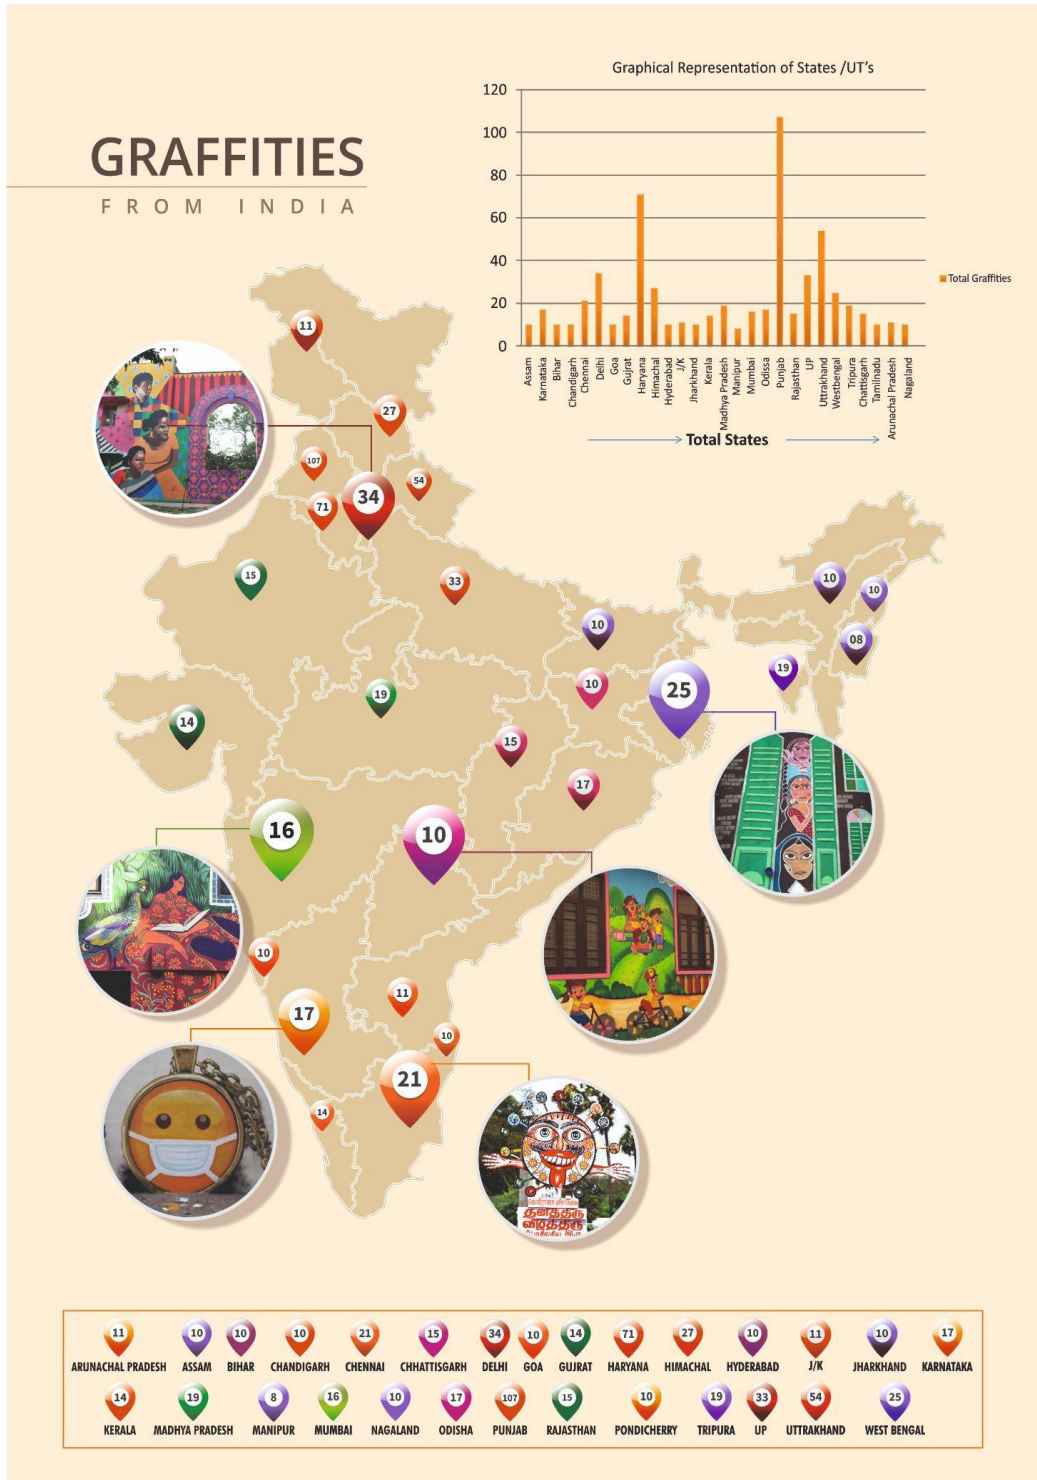 Graphical Representation of States /UT's
120
100
80
60
40
20
0
Total Graffities
Assam
Karnataka
Bihar
Chandigarh
Chennai
Delhi
Goa
Gujrat
Haryana
Himachal
Hyderabad
J/K
Jharkhand
Kerala
Madhya Pradesh
Manipur
Mumbai
Odissa
Punjab
Rajasthan
UP
Uttrakhand
Westbengal
Tripura
Chattisgarh
Tamilnadu
Arunachal Pradesh
Nagaland
Total States
GRAFFITIES
FROM INDIA
11
27
107
54
34
71
15
33
10
10
10
08
10
19
10
25
19
14
15
17
16
10
10
11
17
10
21
14
தனத்தரு
விழத்தரு
11 10 10 10 21 15 34 10 14 71 27 10 11 10 17
ARUNACHAL PRADESH ASSAM BIHAR CHANDIGARH CHENNAI CHHATTISGARH DELHI GOA GUJRAT HARYANA HIMACHAL HYDERABAD J/K JHARKHAND KARNATAKA
14 19 8 16 10 17 107 15 10 19 33 54 25
KERALA MADHYA PRADESH MANIPUR MUMBAI NAGALAND ODISHA PUNJAB RAJASTHAN PONDICHERRY TRIPURA UP UTTRAKHAND WEST BENGAL